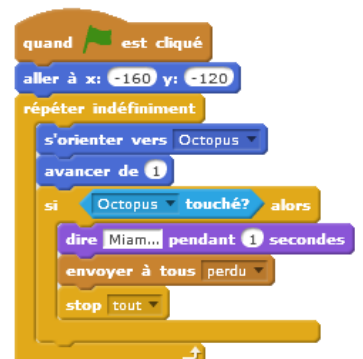 quand est cliqué
aller à x: -160 y: -120
répéter indéfiniment
s'orienter vers Octopus
avancer de 1
si Octopus touché? alors
dire Miam... pendant 1 secondes
envoyer à tous perdu
stop tout